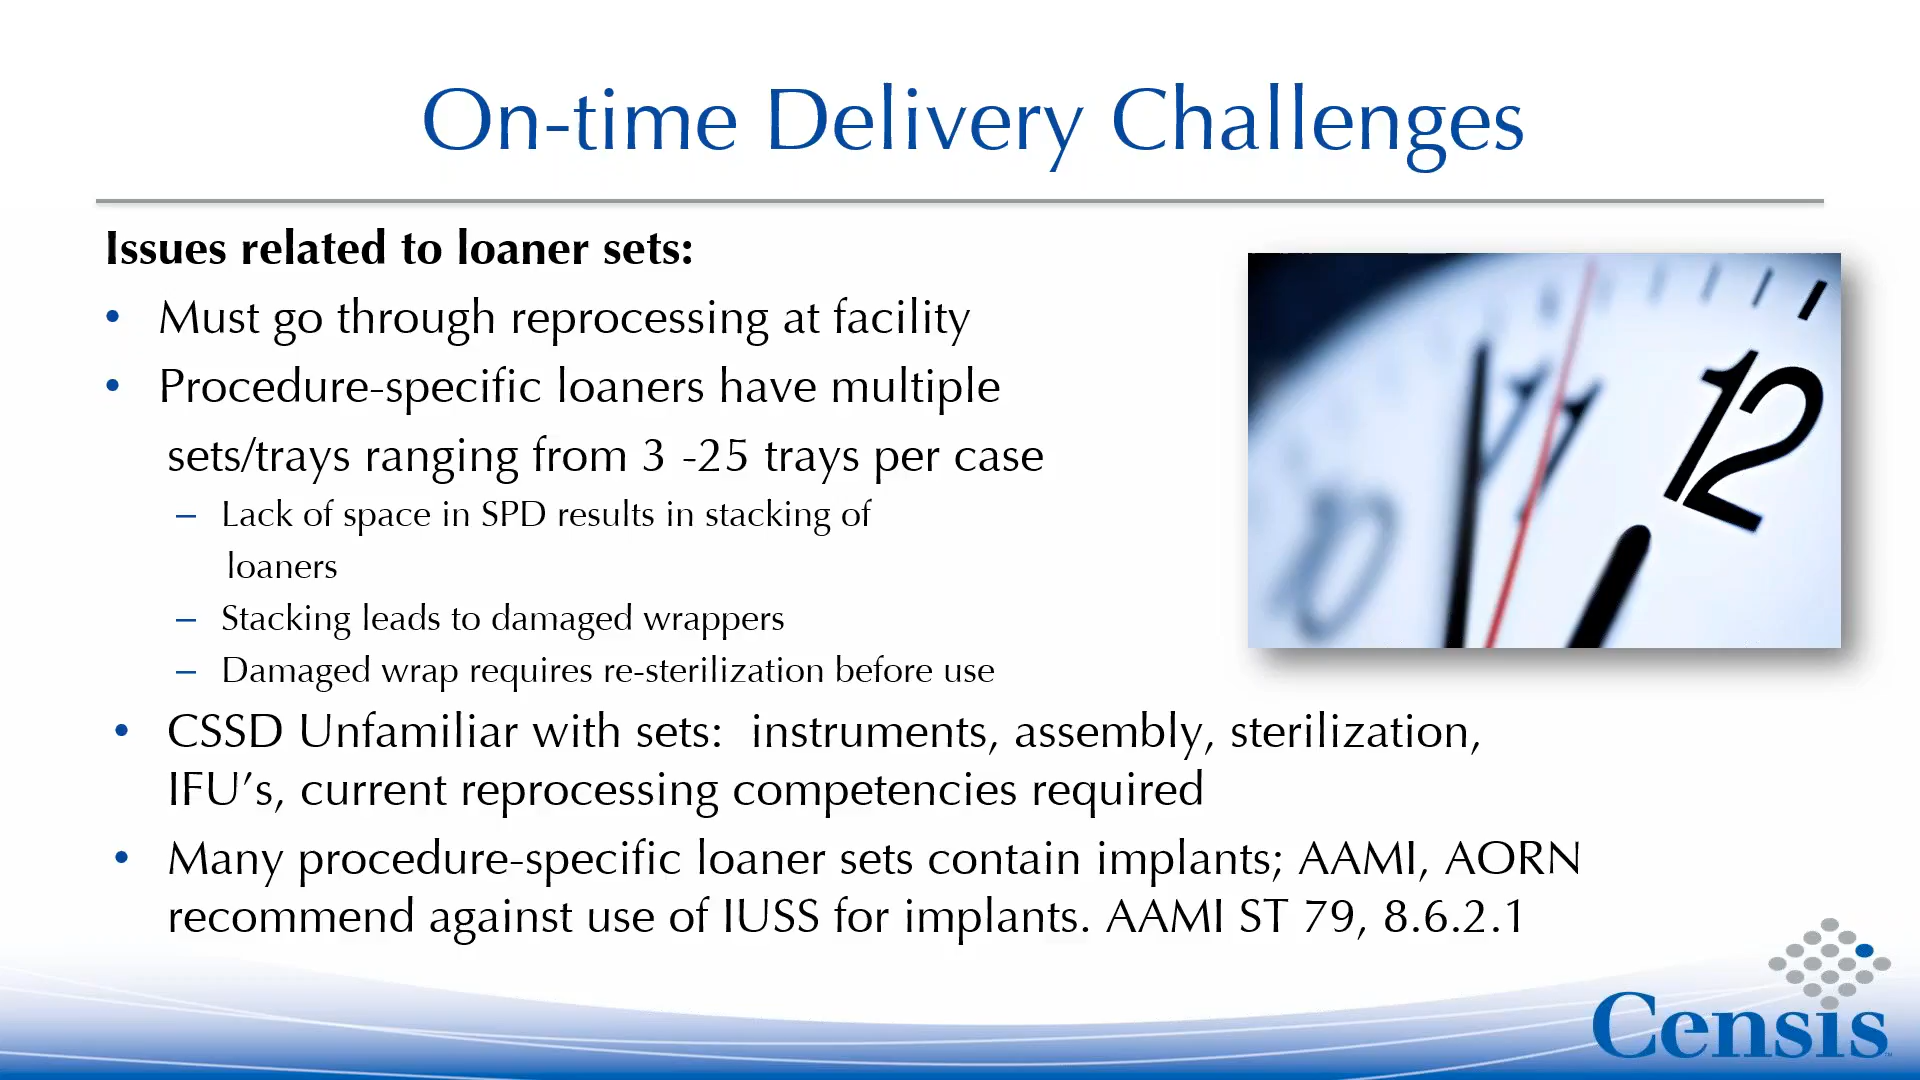 On-time Delivery Challenges
Issues related to loaner sets:
• Must go through reprocessing at facility
• Procedure-specific loaners have multiple
sets/trays ranging from 3 -25 trays per case
– Lack of space in SPD results in stacking of
loaners
– Stacking leads to damaged wrappers
– Damaged wrap requires re-sterilization before use
• CSSD Unfamiliar with sets:  instruments, assembly, sterilization,
IFU's, current reprocessing competencies required
• Many procedure-specific loaner sets contain implants; AAMI, AORN
recommend against use of IUSS for implants. AAMI ST 79, 8.6.2.1
10
11
12
Censis